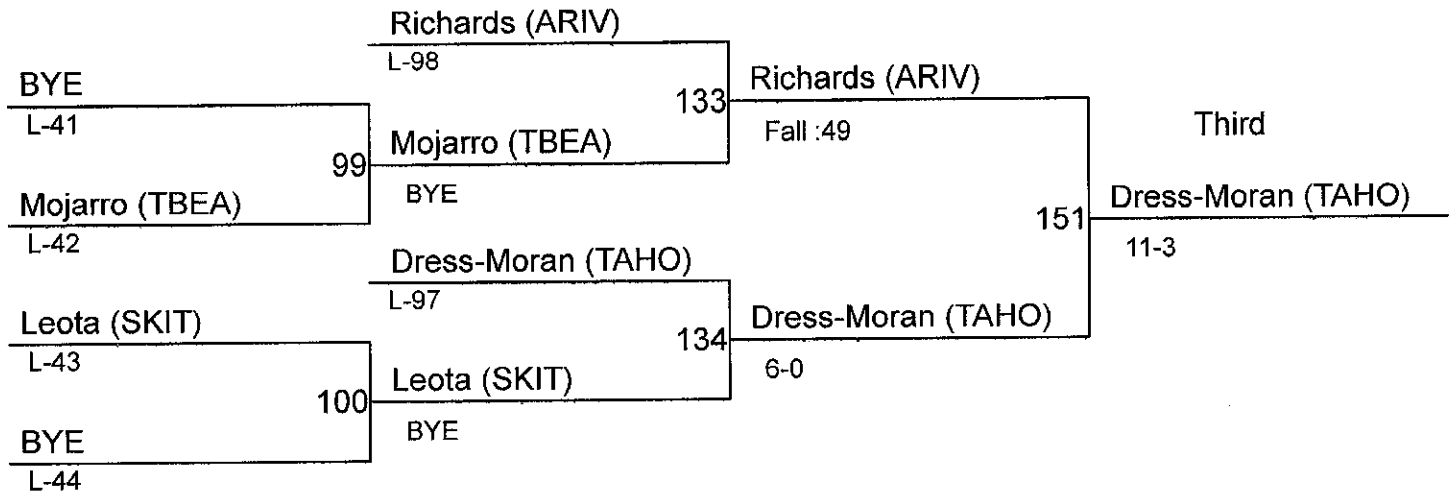 Richards (ARIV)
L-98
BYE
L-41
133
Richards (ARIV)
Fall :49
Third
99
Mojarro (TBEA)
BYE
Mojarro (TBEA)
L-42
151
Dress-Moran (TAHO)
11-3
Dress-Moran (TAHO)
L-97
Leota (SKIT)
L-43
134
Dress-Moran (TAHO)
6-0
100
Leota (SKIT)
BYE
BYE
L-44